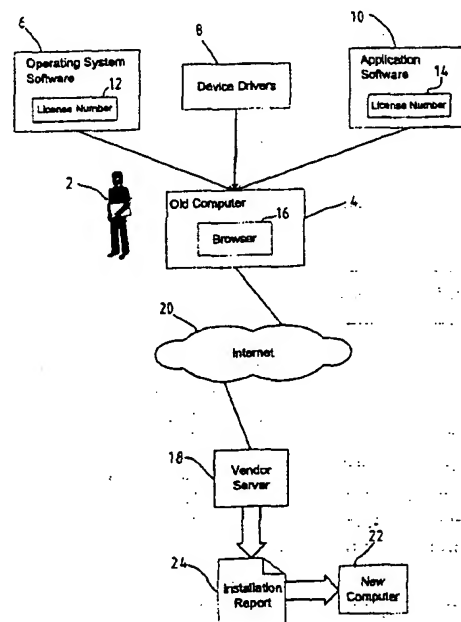 6
8
10
Operating System
Software
12
License Number
Device Drivers
Application
Software
14
License Number
2
Old Computer
16
Browser
4
20
Internet
18
Vendor
Server
22
24
Installation
Report
New
Computer